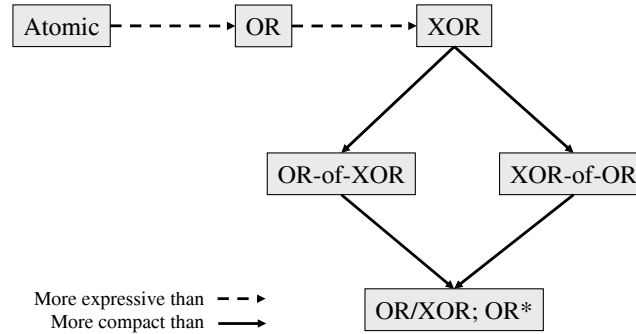 Atomic OR XOR
OR-of-XOR XOR-of-OR
More expressive than
OR/XOR; OR*
More compact than